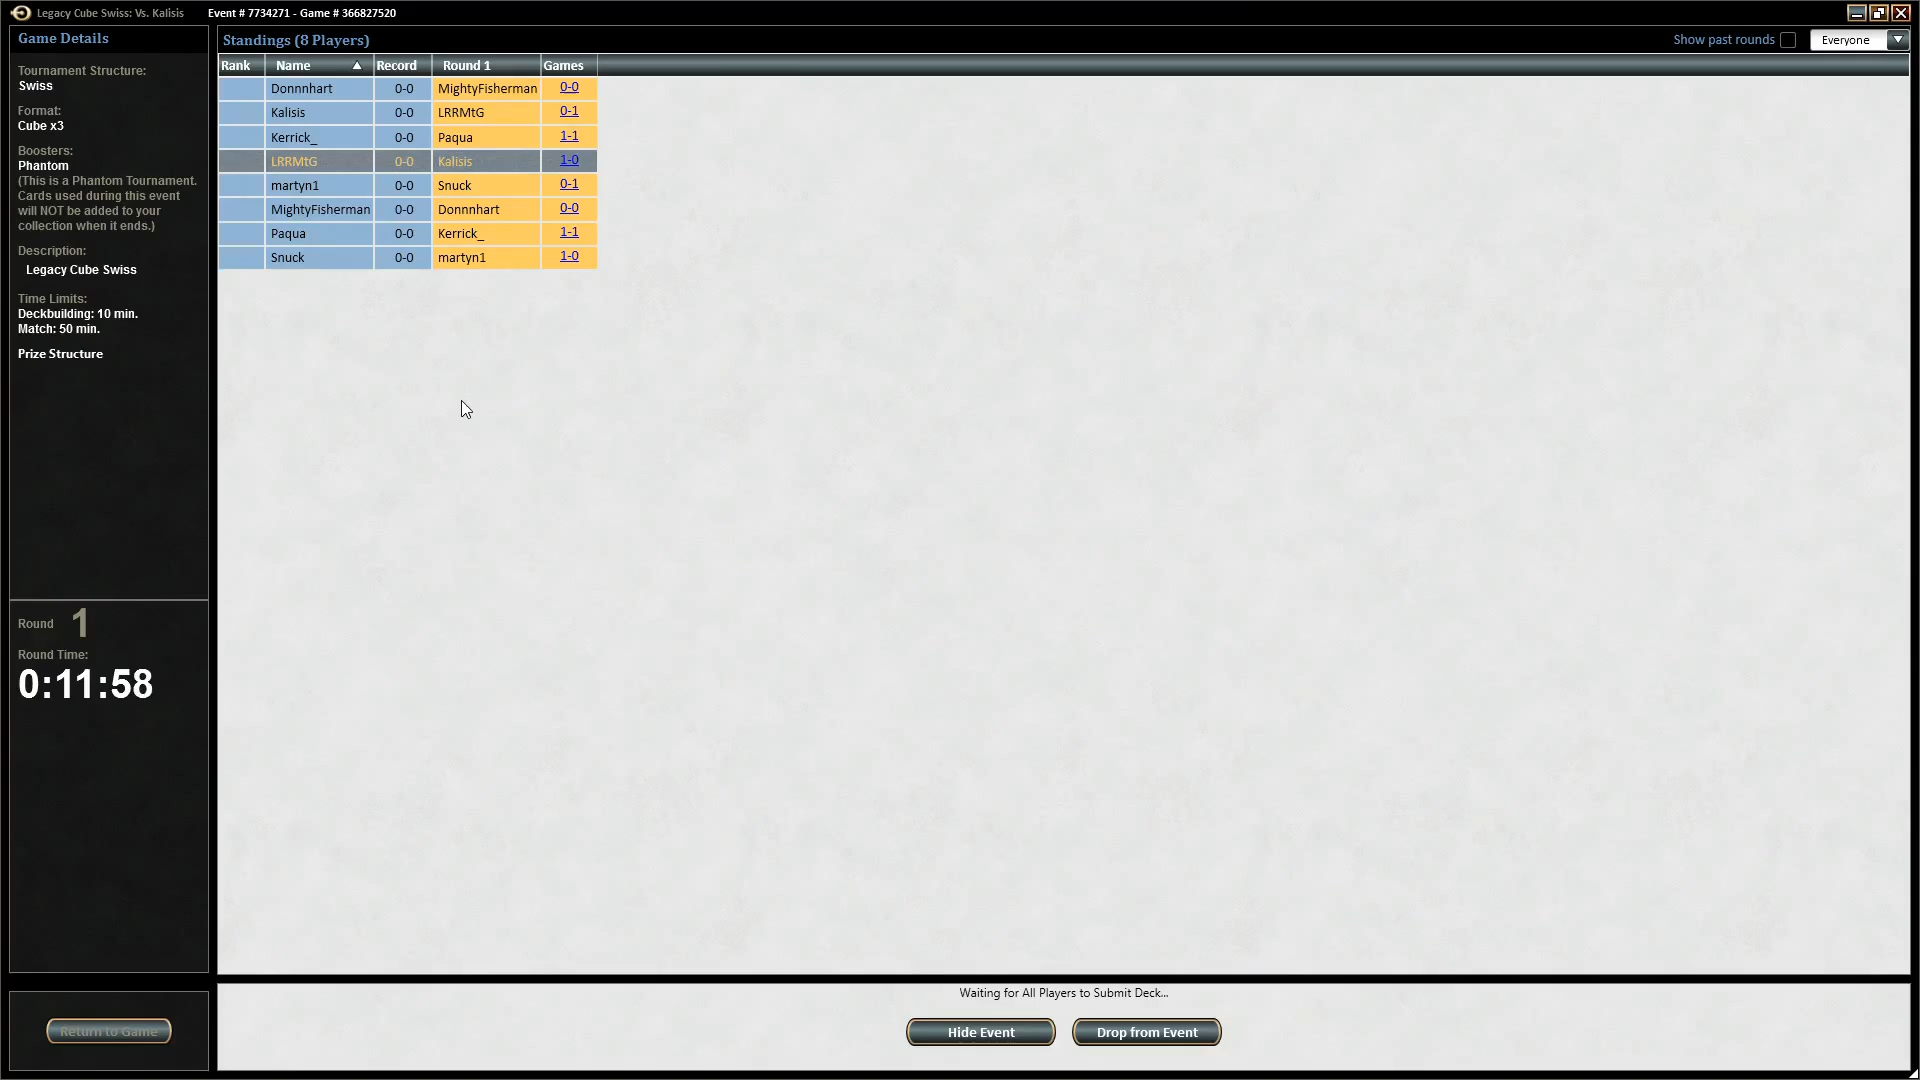 Legacy Cube Swiss: Vs. Kalisis Event # 7734271 - Game # 366827520
Game Details
Tournament Structure:
Swiss
Format:
Cube x3
Boosters:
Phantom
(This is a Phantom Tournament.
Cards used during this event
will NOT be added to your
collection when it ends.)
Description:
Legacy Cube Swiss
Time Limits:
Deckbuilding: 10 min.
Match: 50 min.
Prize Structure
Round 1
Round Time:
0:11:58
Return to Game
Standings (8 Players) Show past rounds Everyone
Rank Name Record Round 1 Games
Donnnhart 0-0 MightyFisherman 0-0
Kalisis 0-0 LRRMtG 0-1
Kerrick_ 0-0 Paqua 1-1
LRRMtG 0-0 Kalisis 1-0
martyn1 0-0 Snuck 0-1
MightyFisherman 0-0 Donnnhart 0-0
Paqua 0-0 Kerrick_ 1-1
Snuck 0-0 martyn1 1-0
Waiting for All Players to Submit Deck...
Hide Event Drop from Event